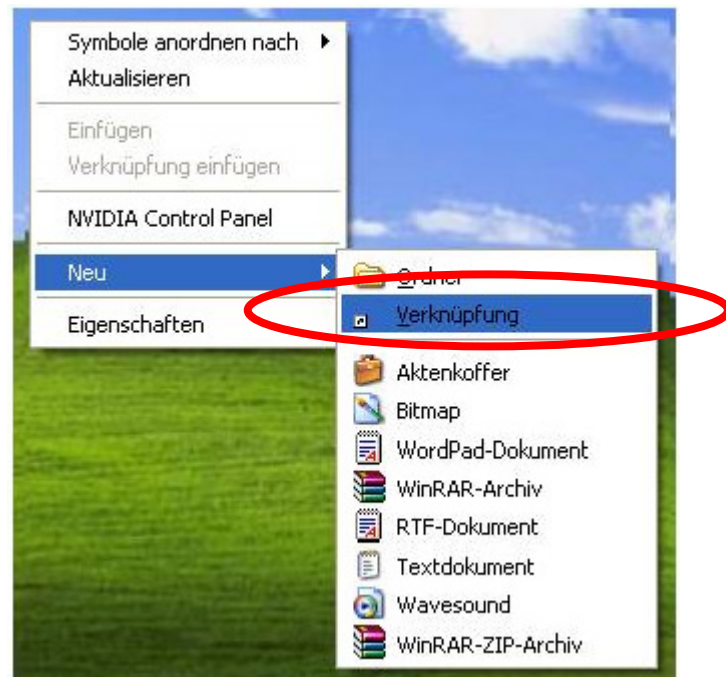 Symbole anordnen nach
Aktualisieren
Einfügen
Verknüpfung einfügen
NVIDIA Control Panel
Neu
Eigenschaften
Ordner
Verknüpfung
Aktenkoffer
Bitmap
WordPad-Dokument
WinRAR-Archiv
RTF-Dokument
Textdokument
Wavesound
WinRAR-ZIP-Archiv